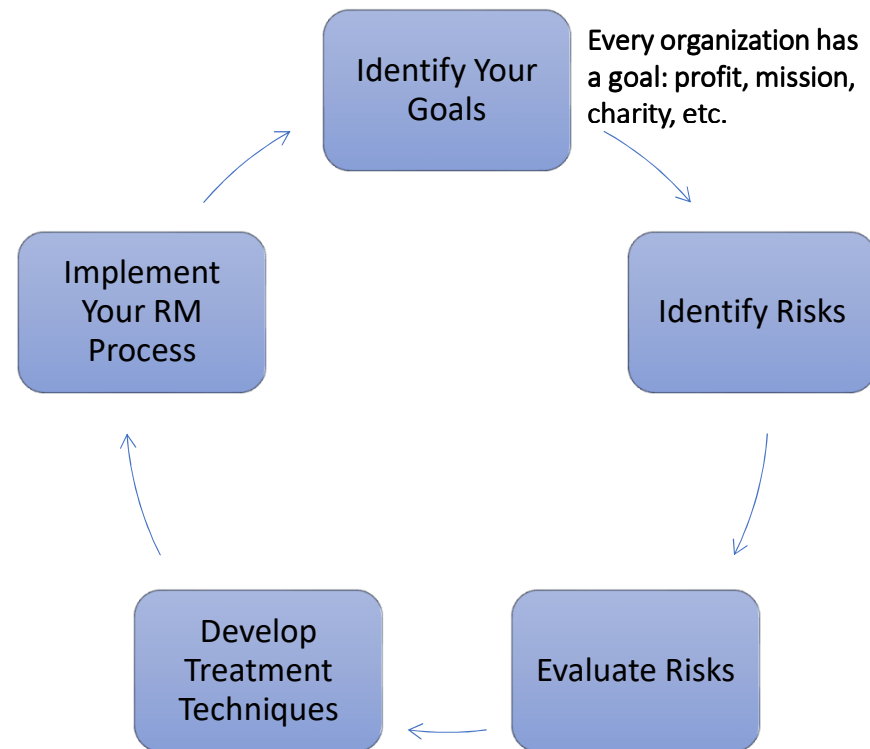 Identify Your
Goals
Every organization has
a goal: profit, mission,
charity, etc.
Identify Risks
Evaluate Risks
Develop
Treatment
Techniques
Implement
Your RM
Process